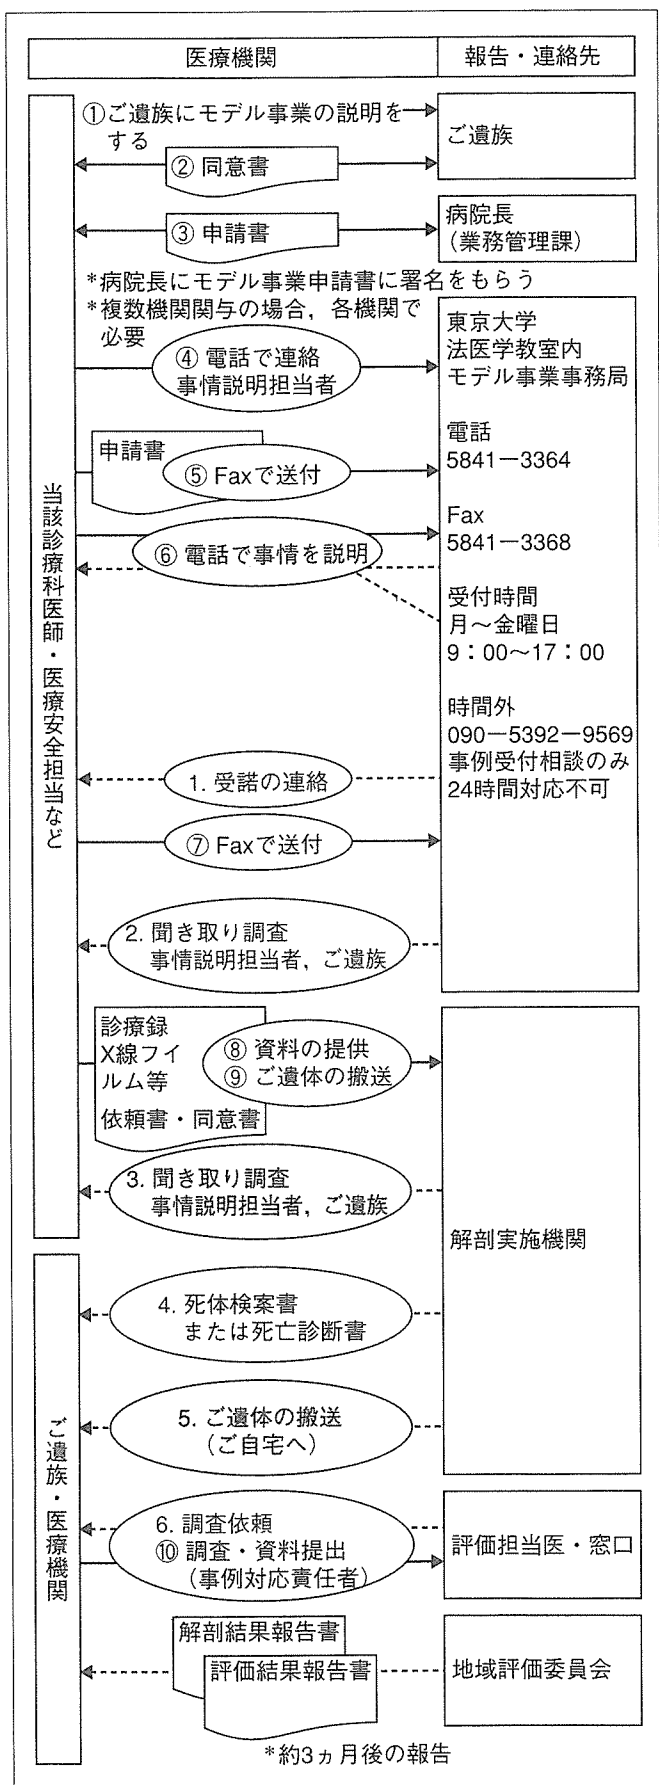 医療機関
報告・連絡先
①ご遺族にモデル事業の説明を
する
ご遺族
②同意書
③申請書
病院長
（業務管理課）
*病院長にモデル事業申請書に署名をもらう
*複数機関関与の場合，各機関で
必要
④電話で連絡
事情説明担当者
東京大学
法医学教室内
モデル事業事務局
電話
5841－3364
Fax
5841－3368
受付時間
月～金曜日
9：00～17：00
時間外
090－5392－9569
事例受付相談のみ
24時間対応不可
申請書
⑤Faxで送付
⑥電話で事情を説明
当該診療科医師・医療安全担当など
1. 受諾の連絡
⑦Faxで送付
2. 聞き取り調査
事情説明担当者，ご遺族
診療録
X線フイ
ルム等
依頼書・同意書
⑧資料の提供
⑨ご遺体の搬送
3. 聞き取り調査
事情説明担当者，ご遺族
解剖実施機関
4. 死体検案書
または死亡診断書
5. ご遺体の搬送
（ご自宅へ）
ご遺族・医療機関
6. 調査依頼
⑩調査・資料提出
（事例対応責任者）
評価担当医・窓口
解剖結果報告書
評価結果報告書
地域評価委員会
*約3ヵ月後の報告